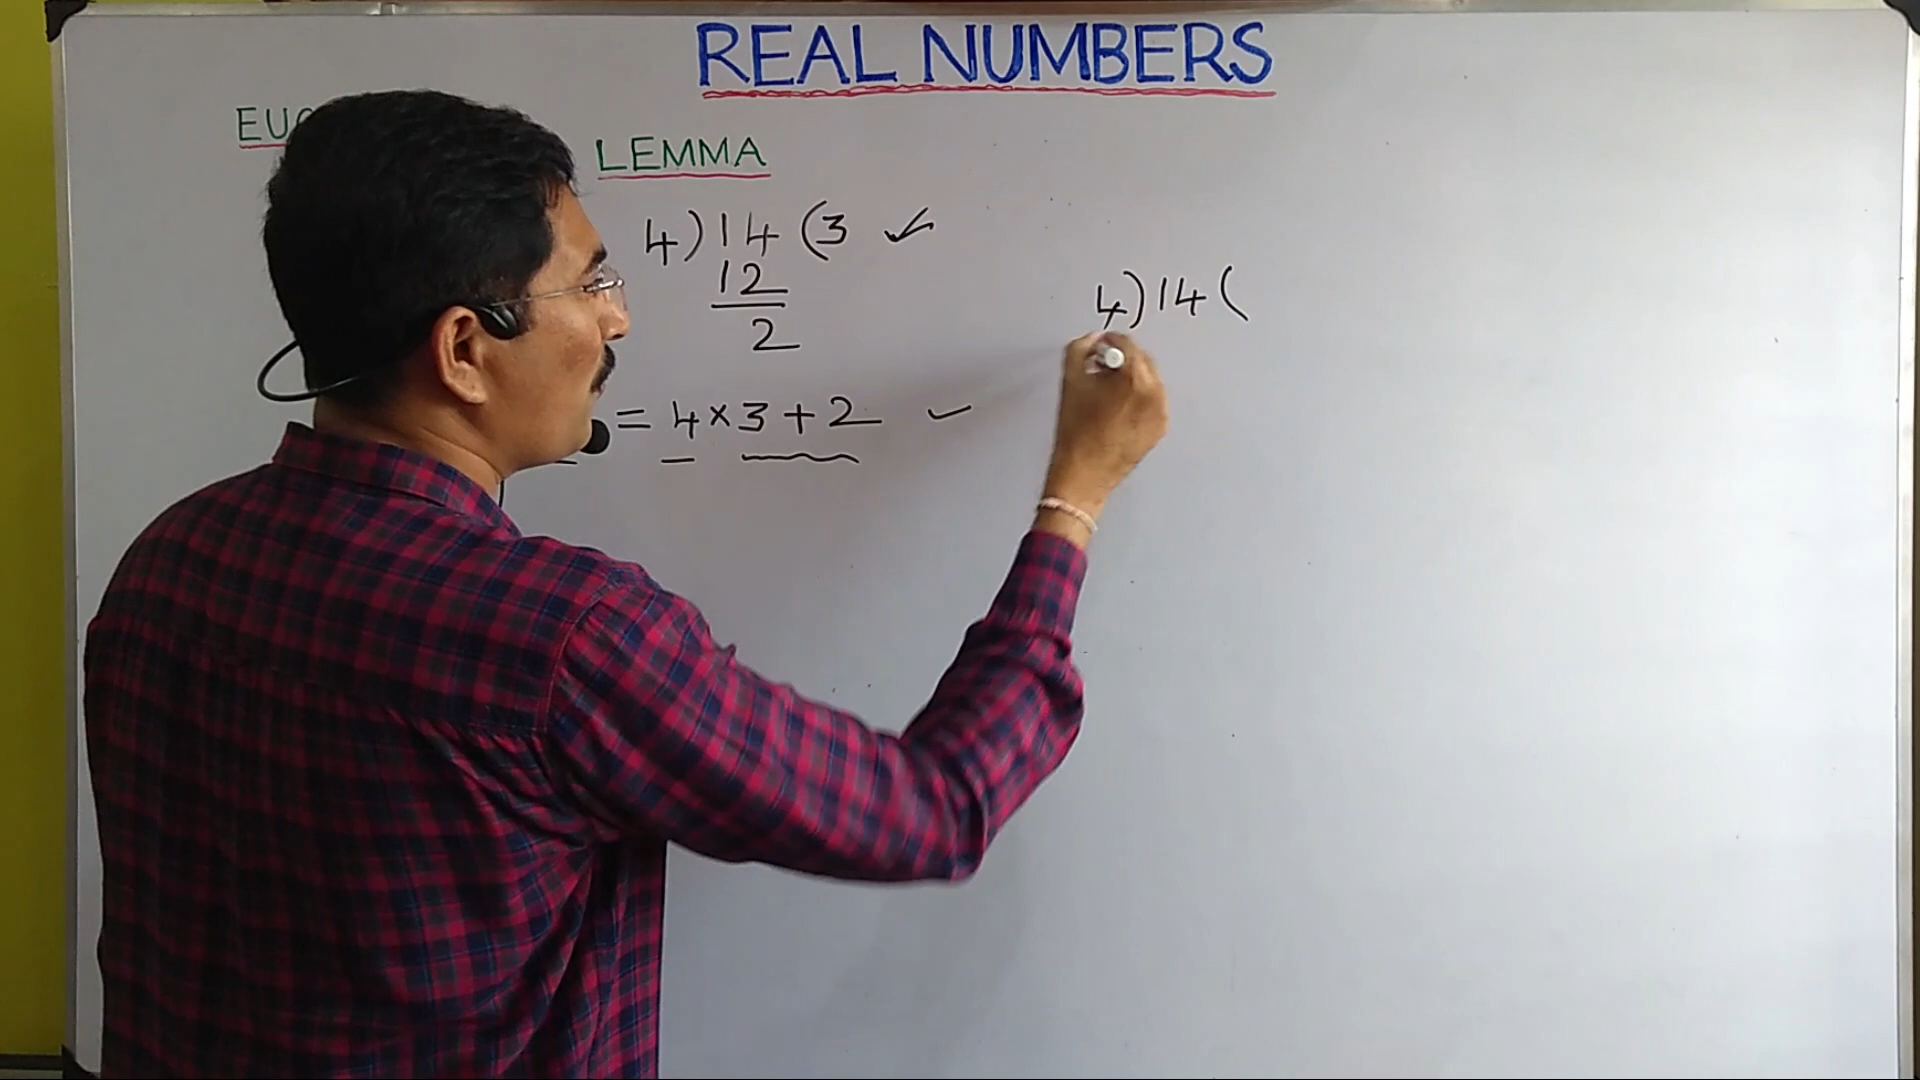 REAL NUMBERS
LEMMA
4)14(3 ✓
12
2
= 4×3+2 ✓
4)14(